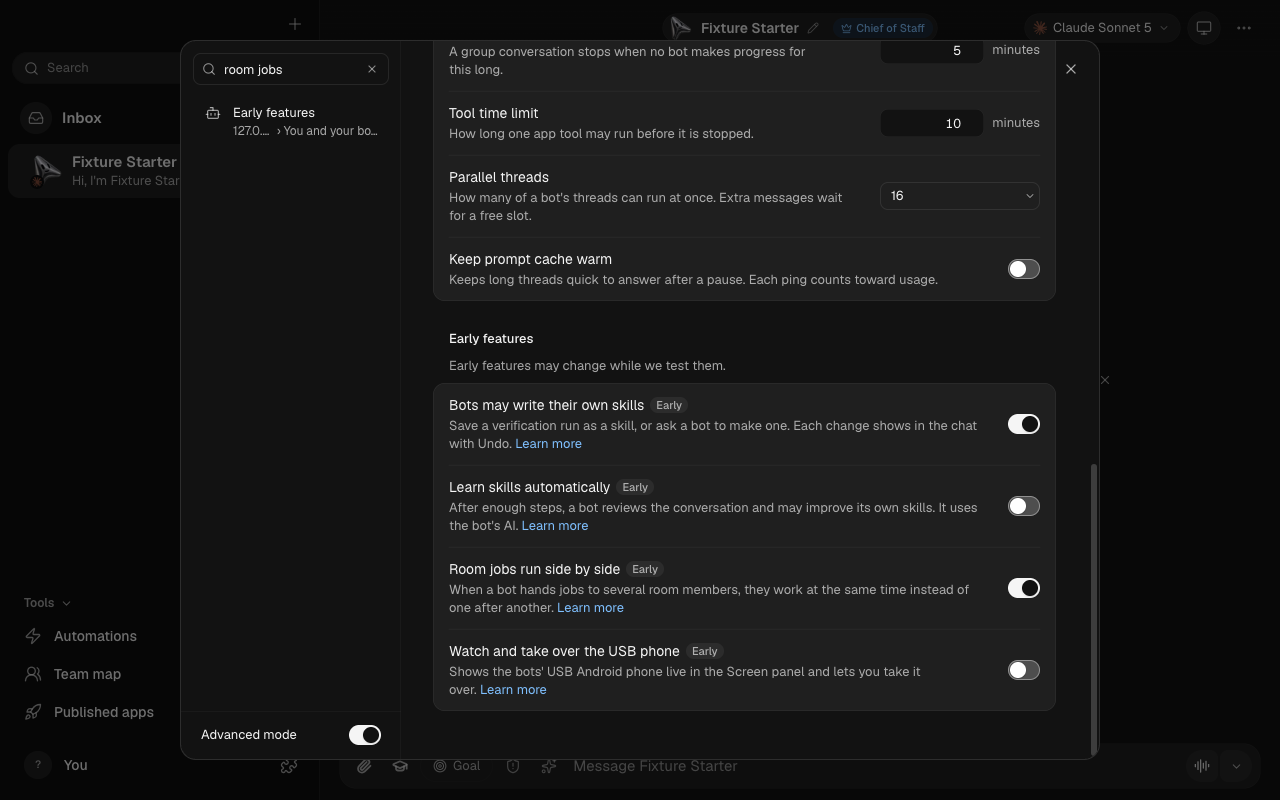 Fixture Starter
Chief of Staff
Claude Sonnet 5
Search
Inbox
Fixture Starter
Hi, I'm Fixture Star
Tools
Automations
Team map
Published apps
? You
room jobs
Early features
127.0.... › You and your bo...
Advanced mode
A group conversation stops when no bot makes progress for
this long.
5 minutes
Tool time limit
How long one app tool may run before it is stopped.
10 minutes
Parallel threads
How many of a bot's threads can run at once. Extra messages wait
for a free slot.
16
Keep prompt cache warm
Keeps long threads quick to answer after a pause. Each ping counts toward usage.
Early features
Early features may change while we test them.
Bots may write their own skills Early
Save a verification run as a skill, or ask a bot to make one. Each change shows in the chat
with Undo. Learn more
Learn skills automatically Early
After enough steps, a bot reviews the conversation and may improve its own skills. It uses
the bot's AI. Learn more
Room jobs run side by side Early
When a bot hands jobs to several room members, they work at the same time instead of
one after another. Learn more
Watch and take over the USB phone Early
Shows the bots' USB Android phone live in the Screen panel and lets you take it
over. Learn more
Goal
Message Fixture Starter